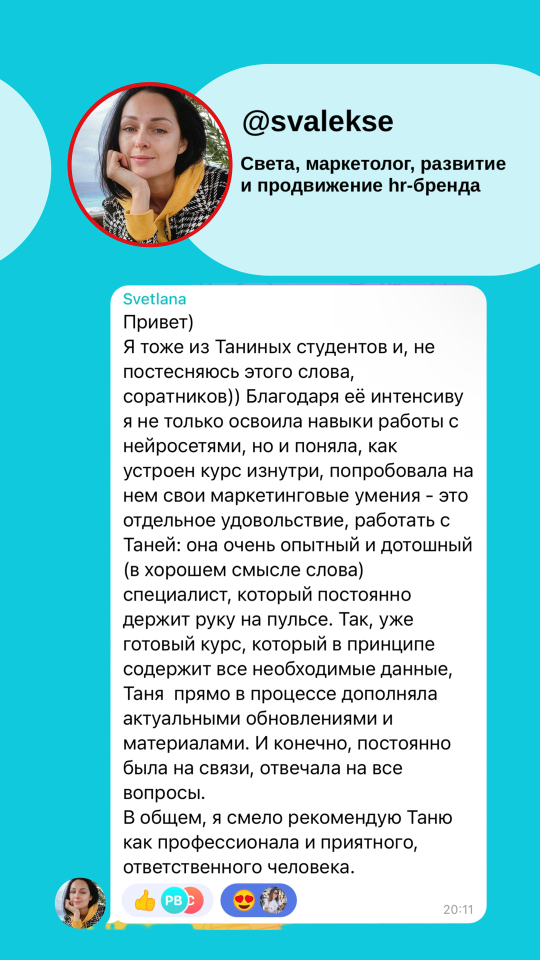 @svalekse
Света, маркетолог, развитие
и продвижение hr-бренда
Svetlana
Привет)
Я тоже из Таниных студентов и, не
постесняюсь этого слова,
соратников)) Благодаря её интенсиву
я не только освоила навыки работы с
нейросетями, но и поняла, как
устроен курс изнутри, попробовала на
нем свои маркетинговые умения - это
отдельное удовольствие, работать с
Таней: она очень опытный и дотошный
(в хорошем смысле слова)
специалист, который постоянно
держит руку на пульсе. Так, уже
готовый курс, который в принципе
содержит все необходимые данные,
Таня  прямо в процессе дополняла
актуальными обновлениями и
материалами. И конечно, постоянно
была на связи, отвечала на все
вопросы.
В общем, я смело рекомендую Таню
как профессионала и приятного,
ответственного человека.
РВ С
20:11